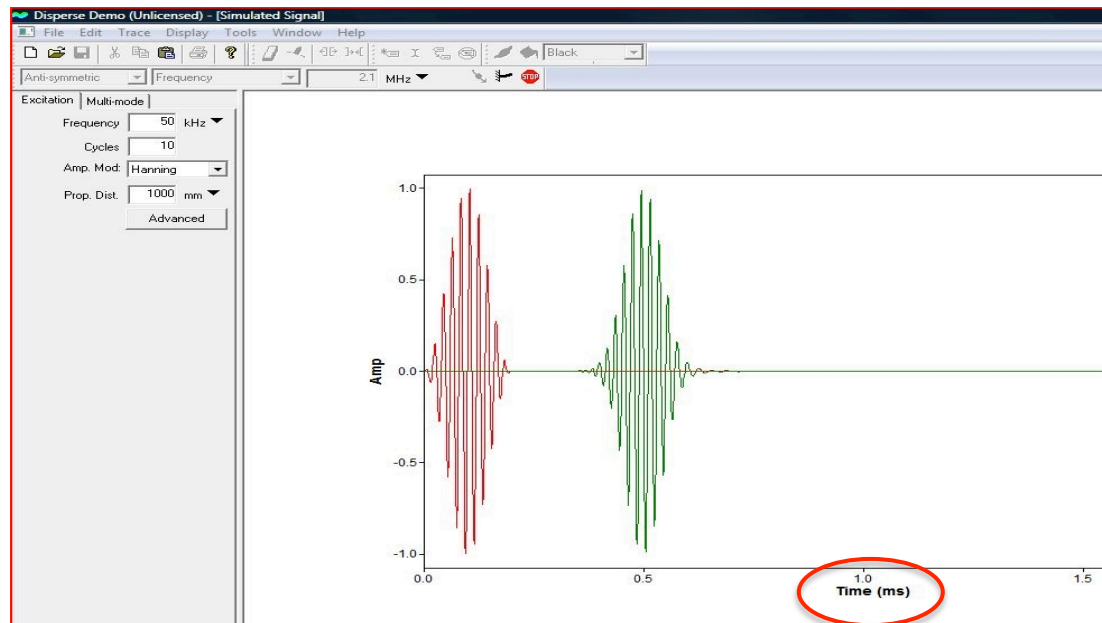 Disperse Demo (Unlicensed) - [Simulated Signal]
File Edit Trace Display Tools Window Help
Black
Anti-symmetric Frequency 2.1 MHz STOP
Excitation Multi-mode
Frequency 50 kHz
Cycles 10
Amp. Mod: Hanning
Prop. Dist. 1000 mm
Advanced
1.0
0.5
0.0
-0.5
-1.0
Amp
0.0 0.5 1.0 1.5
Time (ms)